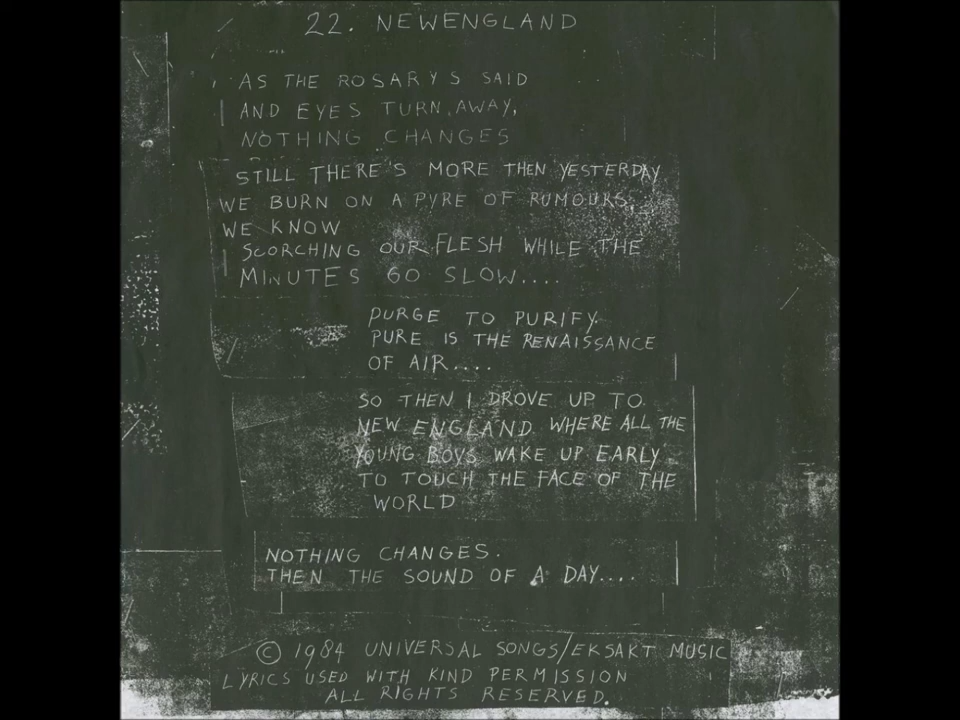 22. NEWENGLAND
AS THE ROSARYS SAID
AND EYES TURN AWAY,
NOTHING CHANGES
STILL THERE'S MORE THEN YESTERDAY
WE BURN ON A PYRE OF RUMOURS,
WE KNOW
SCORCHING OUR FLESH WHILE THE
MINUTES GO SLOW....
PURGE TO PURIFY
PURE IS THE RENAISSANCE
OF AIR....
SO THEN I DROVE UP TO
NEW ENGLAND WHERE ALL THE
YOUNG BOYS WAKE UP EARLY
TO TOUCH THE FACE OF THE
WORLD
NOTHING CHANGES.
THEN THE SOUND OF A DAY....
© 1984 UNIVERSAL SONGS/EKSAKT MUSIC
LYRICS USED WITH KIND PERMISSION
ALL RIGHTS RESERVED.